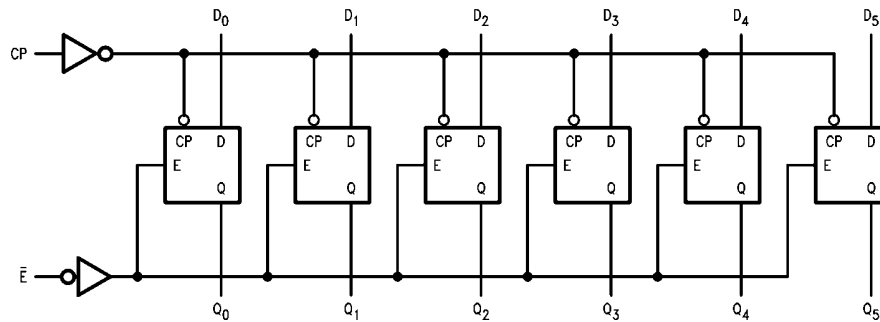 D0 D1 D2 D3 D4 D5
CP
CP D CP D CP D CP D CP D CP D
E E E E E E
Q Q Q Q Q Q
Ē
Q0 Q1 Q2 Q3 Q4 Q5